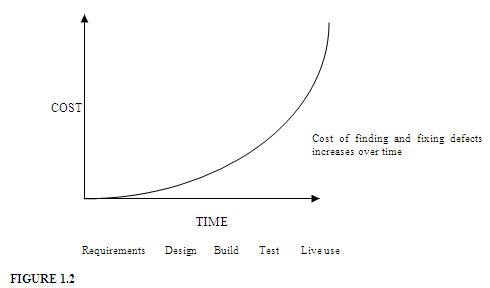 COST
Cost of finding and fixing defects
increases over time
TIME
Requirements Design Build Test Live use
FIGURE 1.2